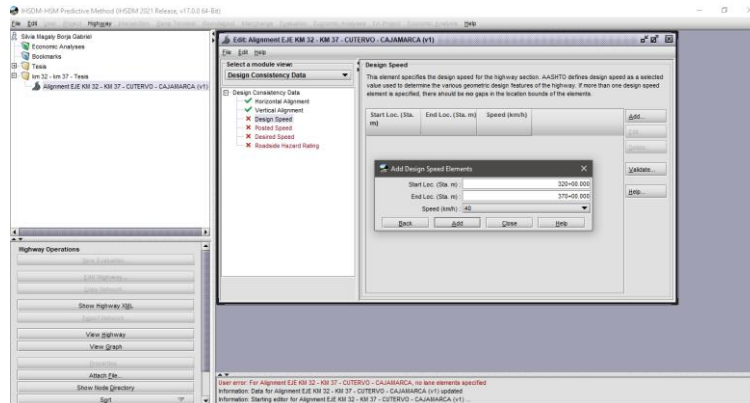 IHSDM-HSM Predictive Method (IHSDM 2021 Release, v17.0.0 64-Bit)
File Edit Highway Help
Silvia Magaly Borja Gabriel
Economic Analyses
Bookmarks
Tesis
km 32 - km 37 - Tesis
Alignment EJE KM 32 - KM 37 - CUTERVO - CAJAMARCA (v1)
Highway Operations
Edit Highway...
Show Highway XML
View Highway
View Graph
Properties
Attach File...
Show Node Directory
Sort
Edit: Alignment EJE KM 32 - KM 37 - CUTERVO - CAJAMARCA (v1)
File Edit Help
Select a module view:
Design Consistency Data
Design Consistency Data
Horizontal Alignment
Vertical Alignment
Design Speed
Posted Speed
Desired Speed
Roadside Hazard Rating
Design Speed
This element specifies the design speed for the highway section. AASHTO defines design speed as a selected
value used to determine the various geometric design features of the highway. If more than one design speed
element is specified, there should be no gaps in the location bounds of the elements.
Start Loc. (Sta. m) End Loc. (Sta. m) Speed (km/h)
Add...
Edit...
Delete...
Validate...
Help...
Add Design Speed Elements
Start Loc. (Sta. m) 320+00.000
End Loc. (Sta. m) 370+00.000
Speed (km/h) 40
Back Add Close Help
User error: For Alignment EJE KM 32 - KM 37 - CUTERVO - CAJAMARCA (v1), no lane elements specified
Information: Data for Alignment EJE KM 32 - KM 37 - CUTERVO - CAJAMARCA (v1) updated
Information: Starting editor for Alignment EJE KM 32 - KM 37 - CUTERVO - CAJAMARCA (v1) ...